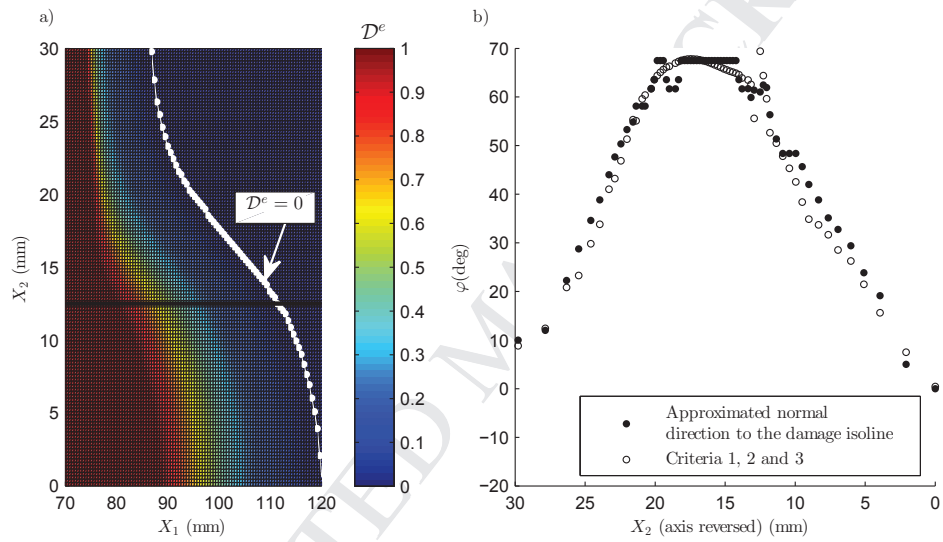 a)
𝒟ᵉ
30
25
20
15
10
5
0
X₂ (mm)
70 80 90 100 110 120
X₁ (mm)
𝒟ᵉ = 0
1
0.9
0.8
0.7
0.6
0.5
0.4
0.3
0.2
0.1
0
b)
70
60
50
40
30
20
10
0
−10
−20
φ(deg)
Approximated normal
direction to the damage isoline
Criteria 1, 2 and 3
30 25 20 15 10 5 0
X₂ (axis reversed) (mm)